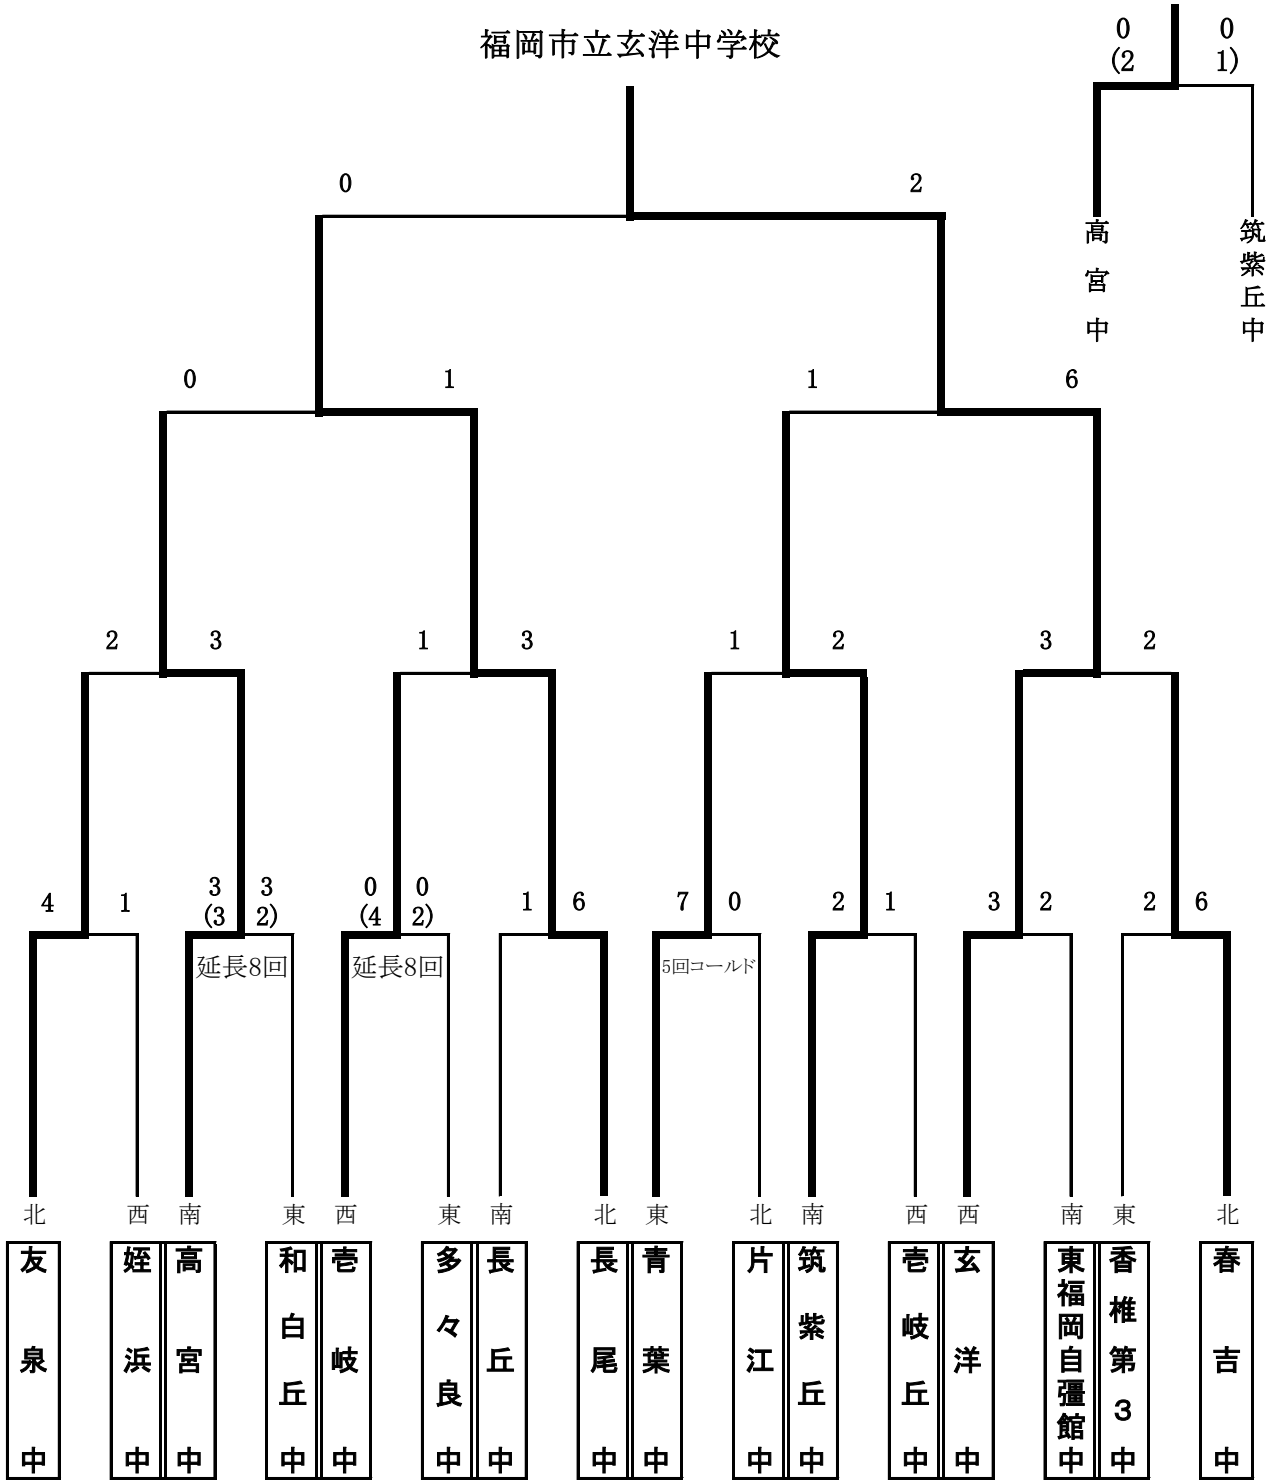 福岡市立玄洋中学校
0 0
(2 1)
高宮中
筑紫丘中
0 2
0 1 1 6
2 3 1 3 1 2 3 2
3 3 0 0
4 1 (3 2) (4 2) 1 6 7 0 2 1 3 2 2 6
延長8回 延長8回 5回コールド
北 西 南 東 西 東 南 北 東 北 南 西 西 南 東 北
友泉中
姪浜中
高宮中
和白丘中
壱岐中
多々良中
長丘中
長尾中
青葉中
片江中
筑紫丘中
壱岐丘中
玄洋中
東福岡自彊館中
香椎第3中
春吉中